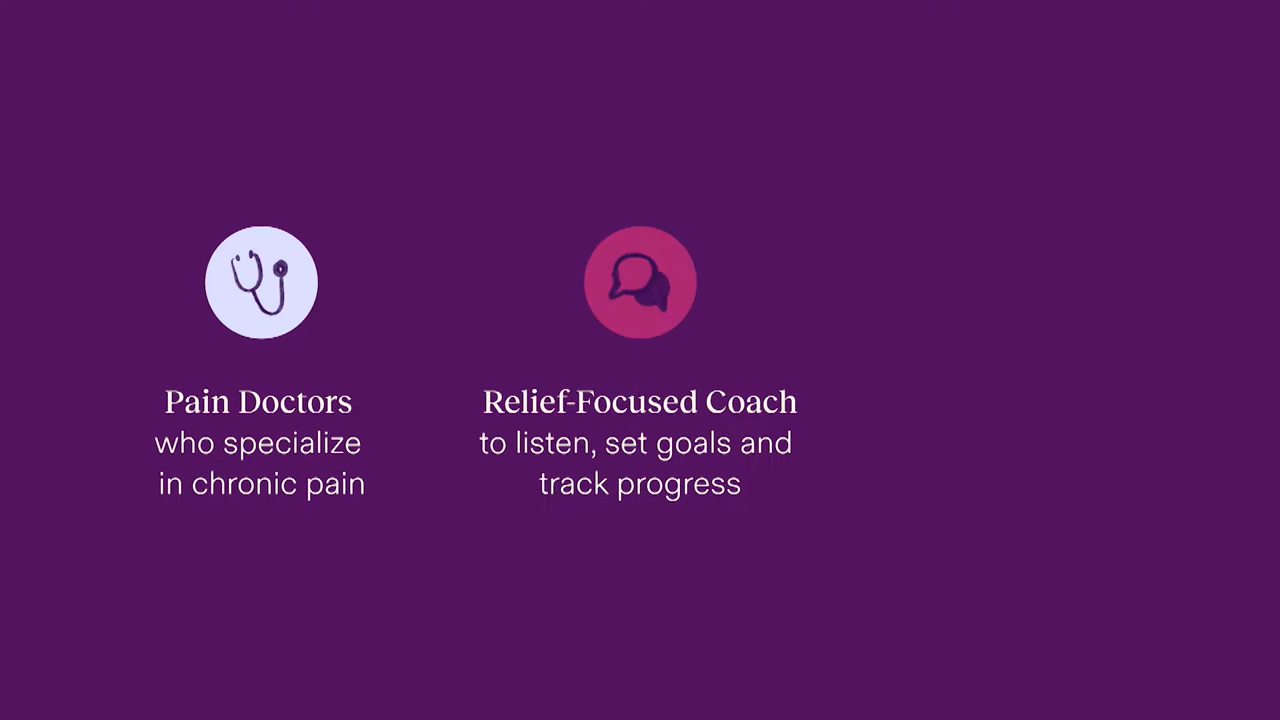 Pain Doctors
who specialize
in chronic pain
Relief-Focused Coach
to listen, set goals and
track progress